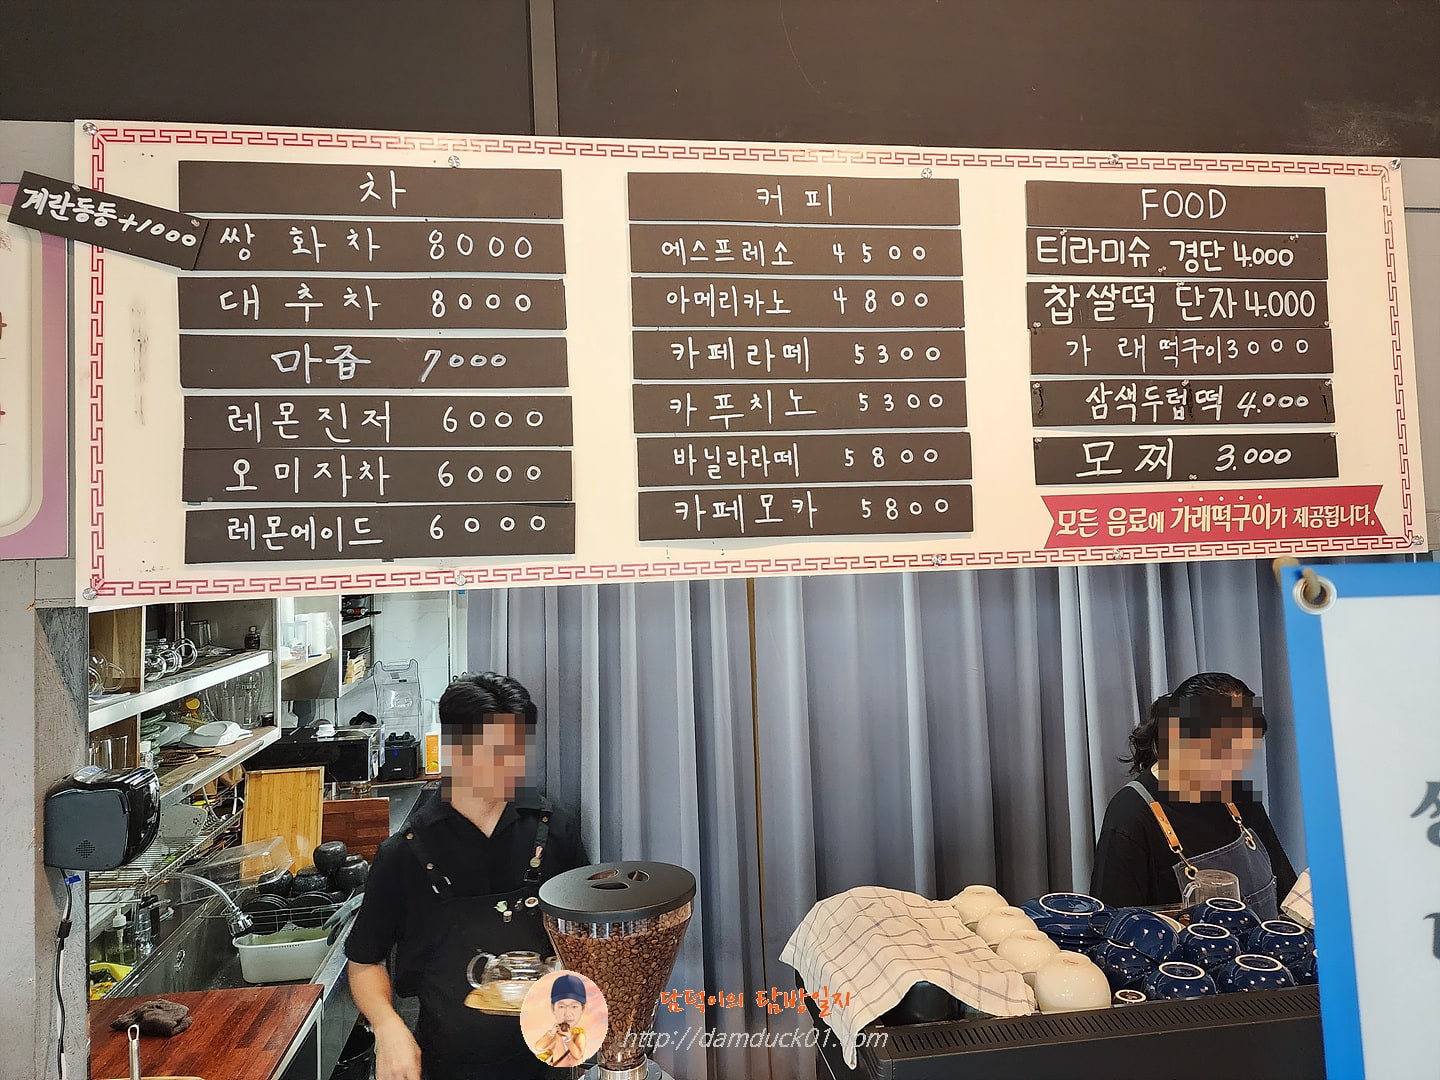 계란동동+1000
차
쌍화차 8000
대추차 8000
마즙 7000
레몬진저 6000
오미자차 6000
레몬에이드 6000
커피
에스프레소 4500
아메리카노 4800
카페라떼 5300
카푸치노 5300
바닐라라떼 5800
카페모카 5800
FOOD
티라미슈 경단 4.000
찹쌀떡 단자 4.000
가래떡구이 3000
삼색두텁떡 4.000
모찌 3.000
모든 음료에 가래떡구이가 제공됩니다.
담떡이의 탐방일지
http://damduck01.com